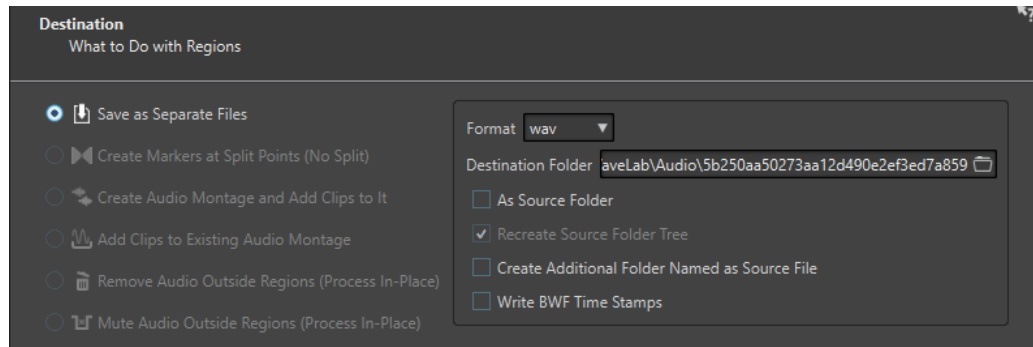 Destination
What to Do with Regions
Save as Separate Files
Create Markers at Split Points (No Split)
Create Audio Montage and Add Clips to It
Add Clips to Existing Audio Montage
Remove Audio Outside Regions (Process In-Place)
Mute Audio Outside Regions (Process In-Place)
Format wav
Destination Folder aveLab\Audio\5b250aa50273aa12d490e2ef3ed7a859
As Source Folder
Recreate Source Folder Tree
Create Additional Folder Named as Source File
Write BWF Time Stamps